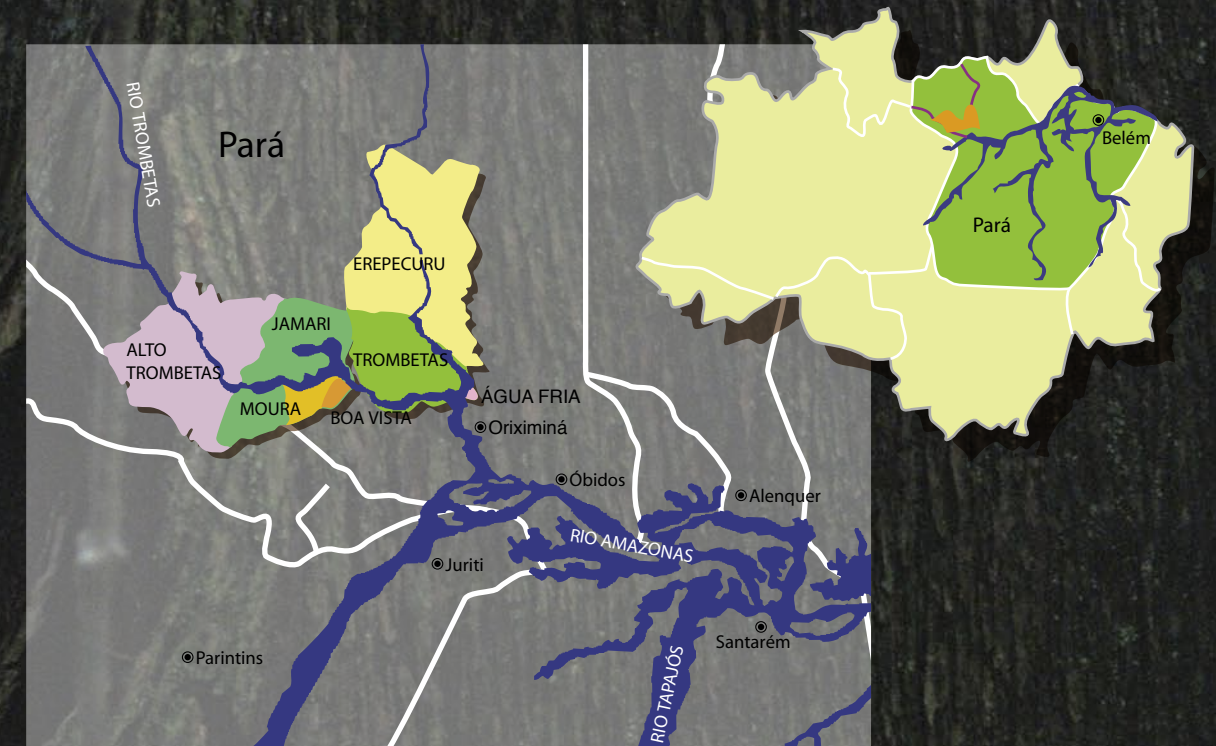 RIO TROMBETAS
Pará
EREPECURU
JAMARI
ALTO
TROMBETAS
TROMBETAS
MOURA
BOA VISTA
ÁGUA FRIA
Oriximiná
Óbidos
Alenquer
RIO AMAZONAS
Juriti
Santarém
Parintins
RIO TAPAJÓS
Belém
Pará